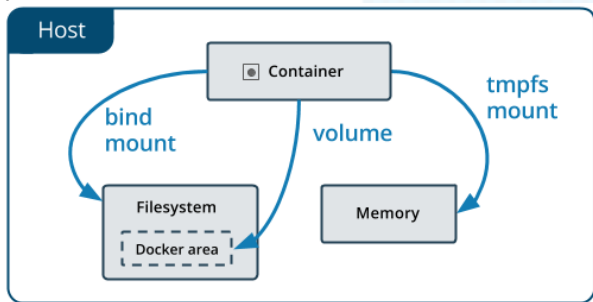 Host
Container
bind
mount
volume
tmpfs
mount
Filesystem
Docker area
Memory